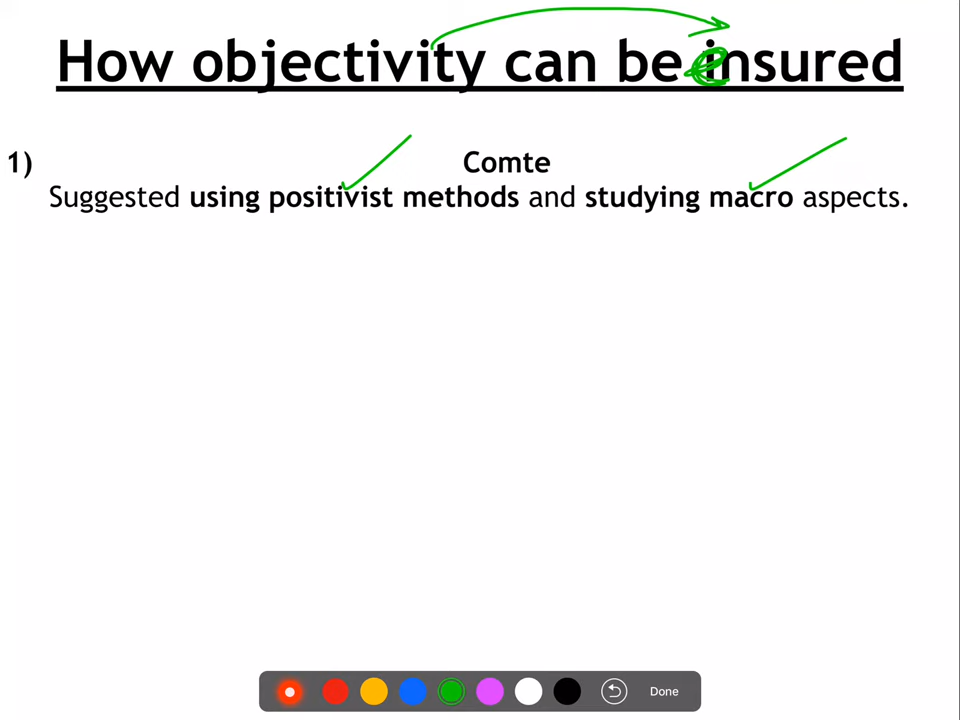 How objectivity can be insured
1)
Comte
Suggested using positivist methods and studying macro aspects.
Done